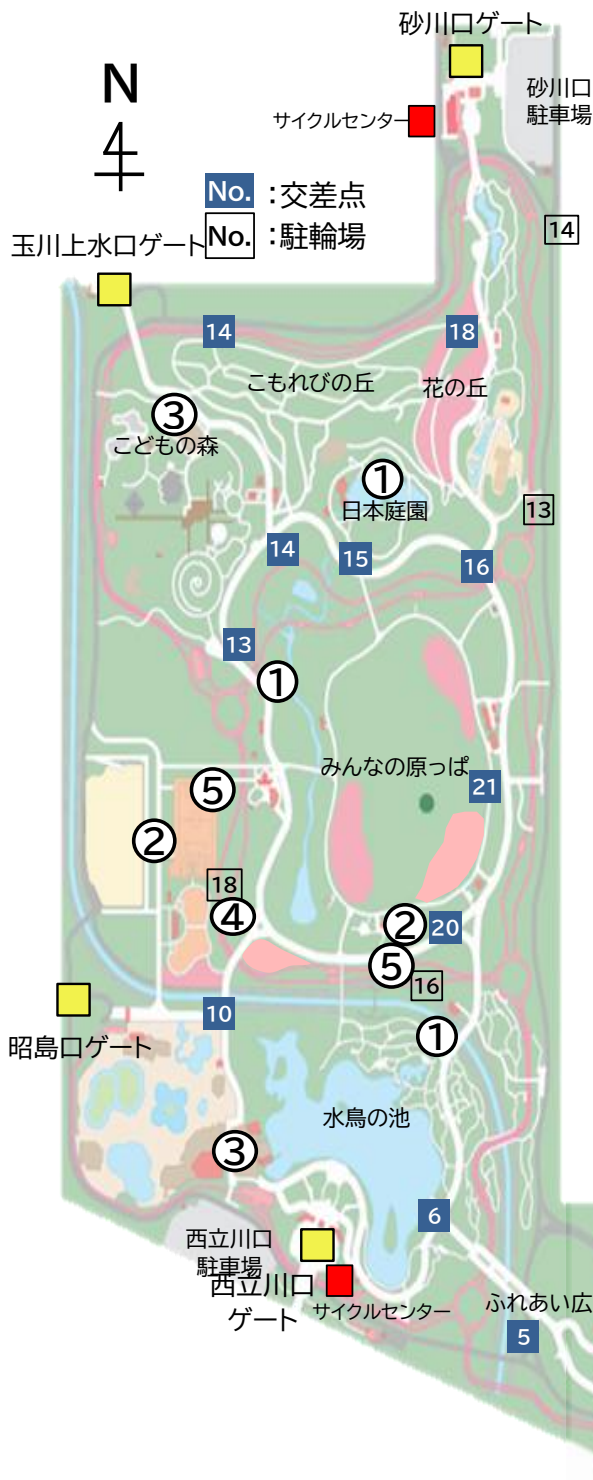 砂川口ゲート
N
砂川口
駐車場
サイクルセンター
No. ：交差点
No. ：駐輪場
14
玉川上水口ゲート
14
18
こもれびの丘
花の丘
③
こどもの森
①
日本庭園
13
14
15
16
13
①
みんなの原っぱ
21
⑤
②
18
④
②
20
⑤
16
昭島口ゲート
10
①
水鳥の池
③
6
西立川口
駐車場
西立川口
ゲート
サイクルセンター
ふれあい広
5